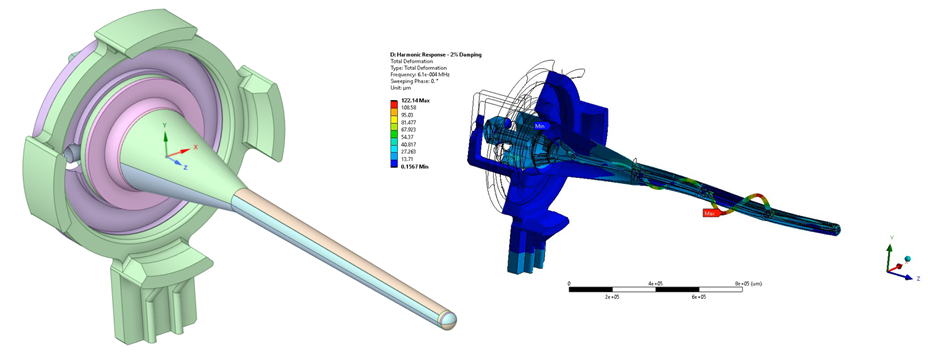 Y
X
Z
D: Harmonic Response - 2% Damping
Total Deformation
Type: Total Deformation
Frequency: 6.1e-004 MHz
Sweeping Phase: 0. °
Unit: µm
122.14 Max
108.58
95.03
81.477
67.923
54.37
40.817
27.263
13.71
0.1567 Min
Min
Max
0
4e+05
8e+05 (um)
2e+05
6e+05
Y
Z